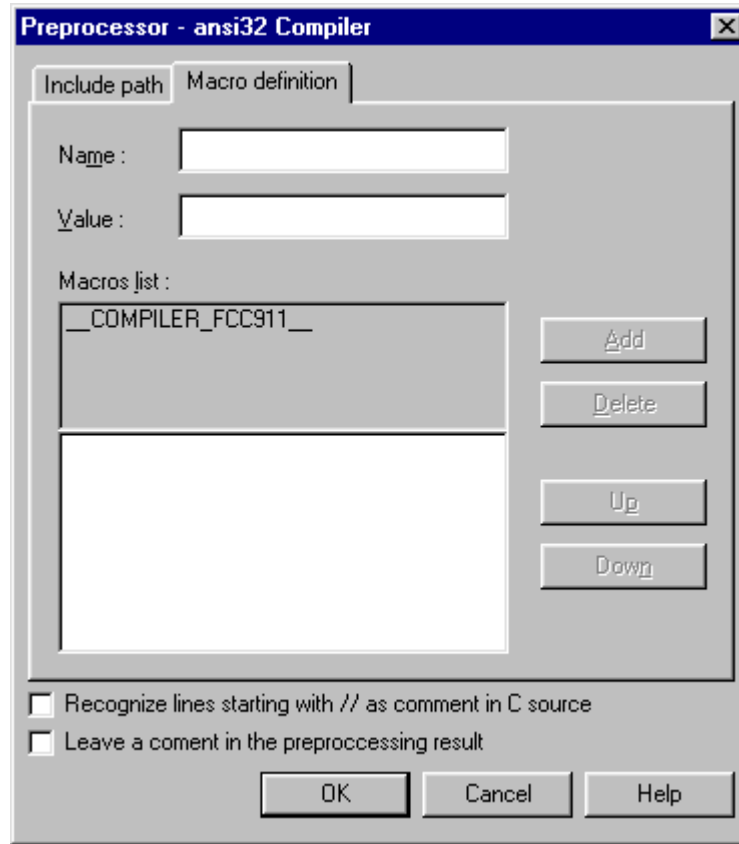 Preprocessor - ansi32 Compiler
Include path Macro definition
Name :
Value :
Macros list :
__COMPILER_FCC911__
Add
Delete
Up
Down
Recognize lines starting with // as comment in C source
Leave a coment in the preproccessing result
OK Cancel Help